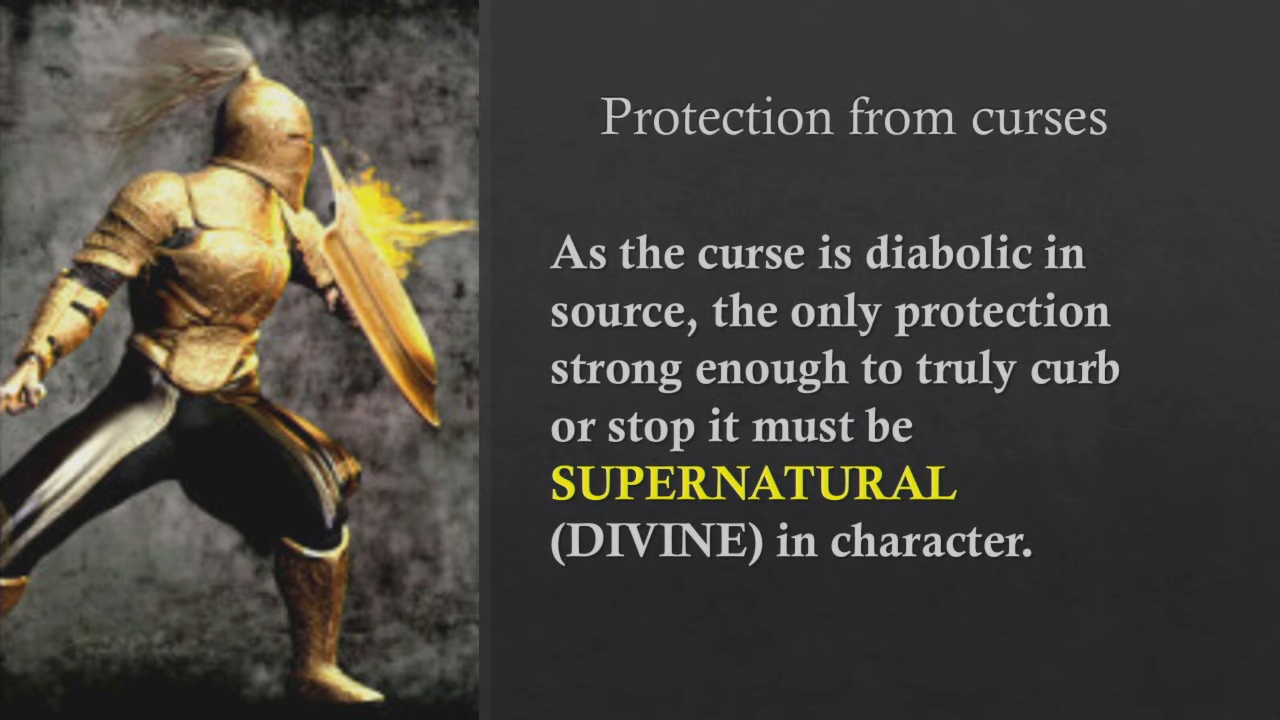 Protection from curses
As the curse is diabolic in
source, the only protection
strong enough to truly curb
or stop it must be
SUPERNATURAL
(DIVINE) in character.